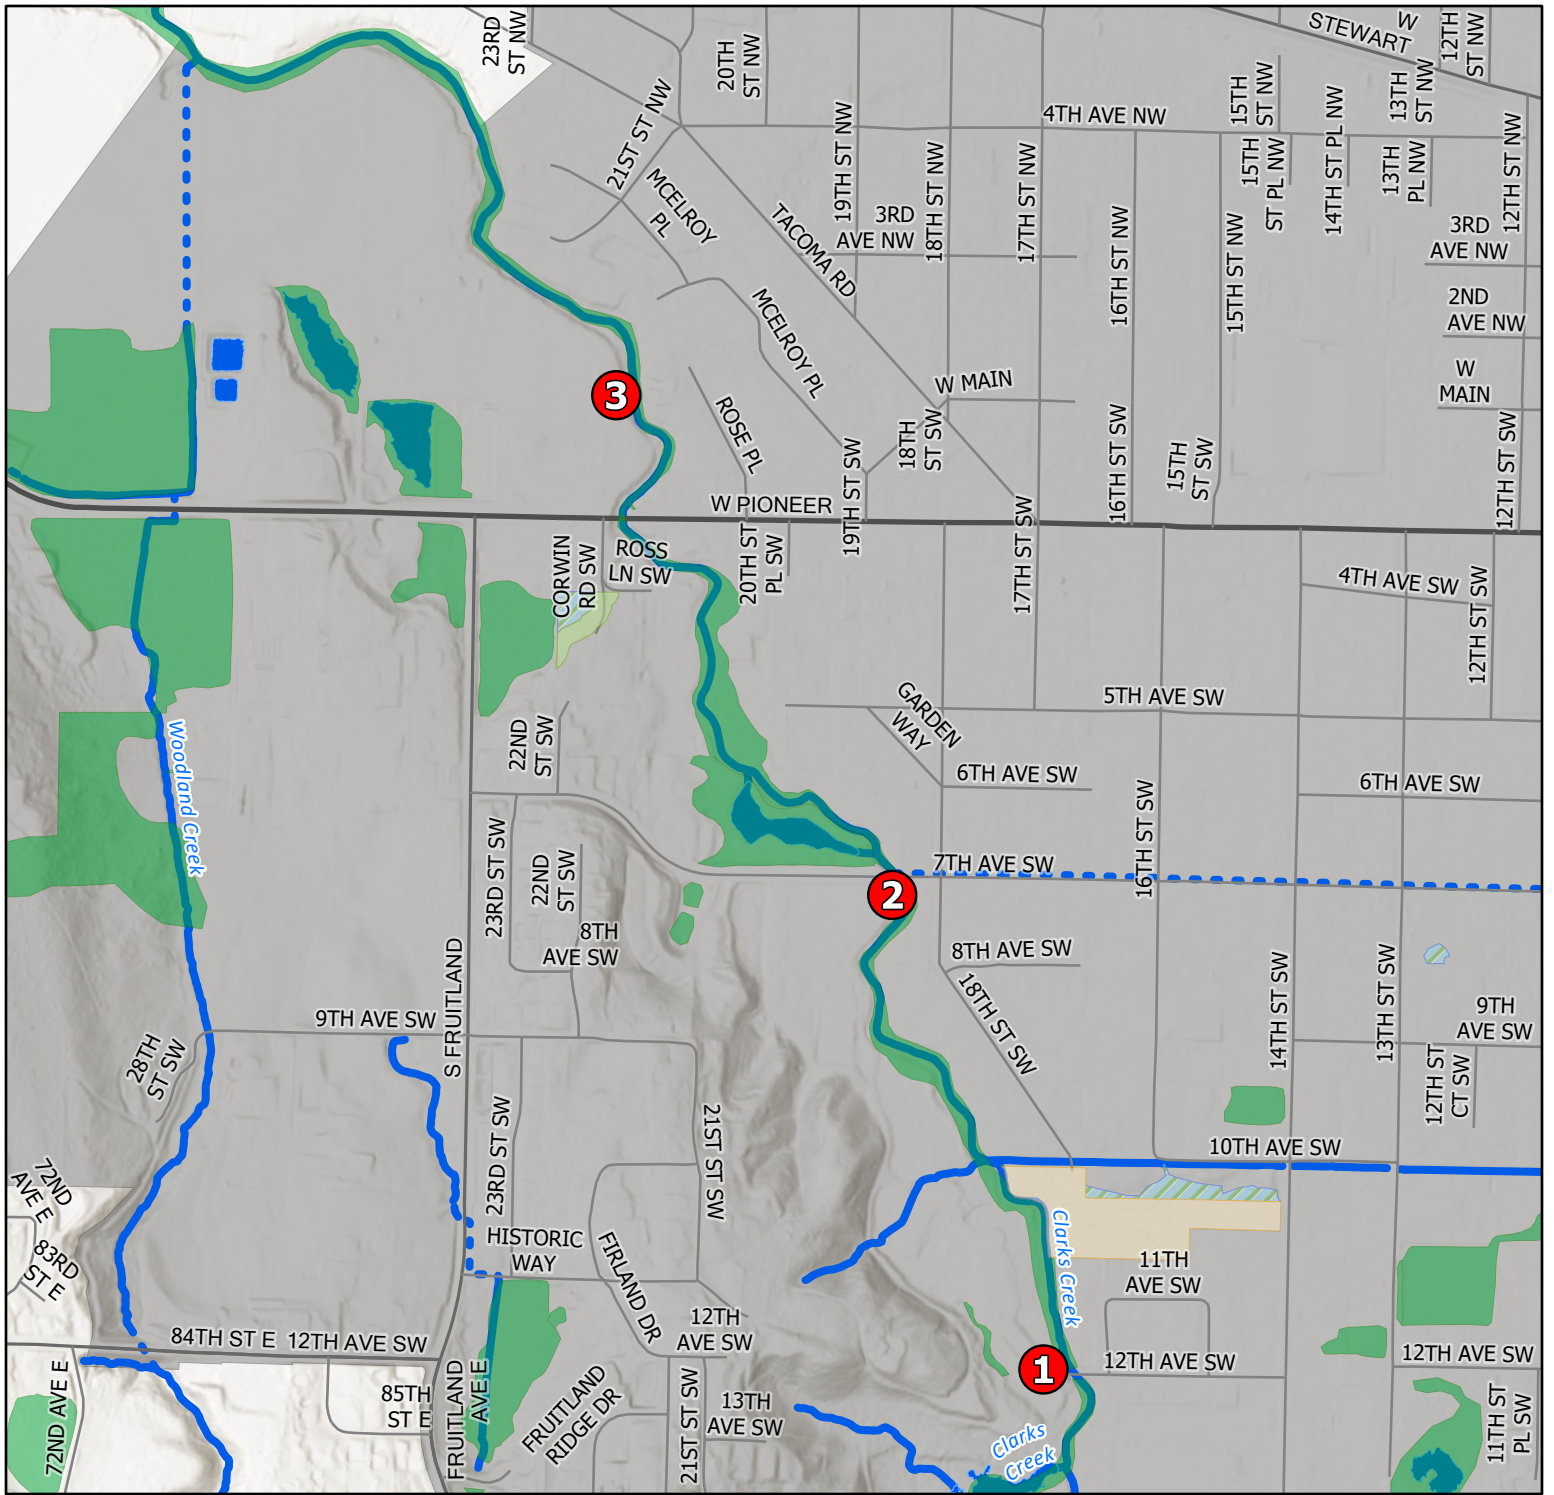 23RD
ST NW
20TH
ST NW
W
STEWART
12TH
ST NW
21ST ST NW
4TH AVE NW
15TH
ST NW
13TH
ST NW
19TH ST NW
18TH ST NW
17TH ST NW
15TH
ST PL NW
14TH ST PL NW
13TH
PL NW
12TH ST NW
MCELROY
PL
TACOMA RD
3RD
AVE NW
16TH ST NW
15TH ST NW
3RD
AVE NW
2ND
AVE NW
MCELROY PL
W MAIN
W
MAIN
3
ROSE PL
18TH
ST SW
16TH ST SW
15TH
ST SW
12TH ST SW
19TH ST SW
W PIONEER
17TH ST SW
CORWIN
RD SW
ROSS
LN SW
20TH ST
PL SW
4TH AVE SW
12TH ST SW
5TH AVE SW
GARDEN
WAY
22ND
ST SW
Woodland Creek
6TH AVE SW
6TH AVE SW
16TH ST SW
23RD ST SW
22ND
ST SW
7TH AVE SW
2
8TH
AVE SW
8TH AVE SW
S FRUITLAND
18TH ST SW
14TH ST SW
13TH ST SW
9TH AVE SW
9TH
AVE SW
28TH
ST SW
12TH ST
CT SW
23RD ST SW
21ST ST SW
10TH AVE SW
72ND
AVE E
83RD
ST E
HISTORIC
WAY
FIRLAND DR
Clarks Creek
11TH
AVE SW
84TH ST E
12TH AVE SW
12TH
AVE SW
1
12TH AVE SW
12TH AVE SW
72ND AVE E
85TH
ST E
FRUITLAND
AVE E
FRUITLAND
RIDGE DR
21ST ST SW
13TH
AVE SW
Clarks
Creek
11TH ST
PL SW